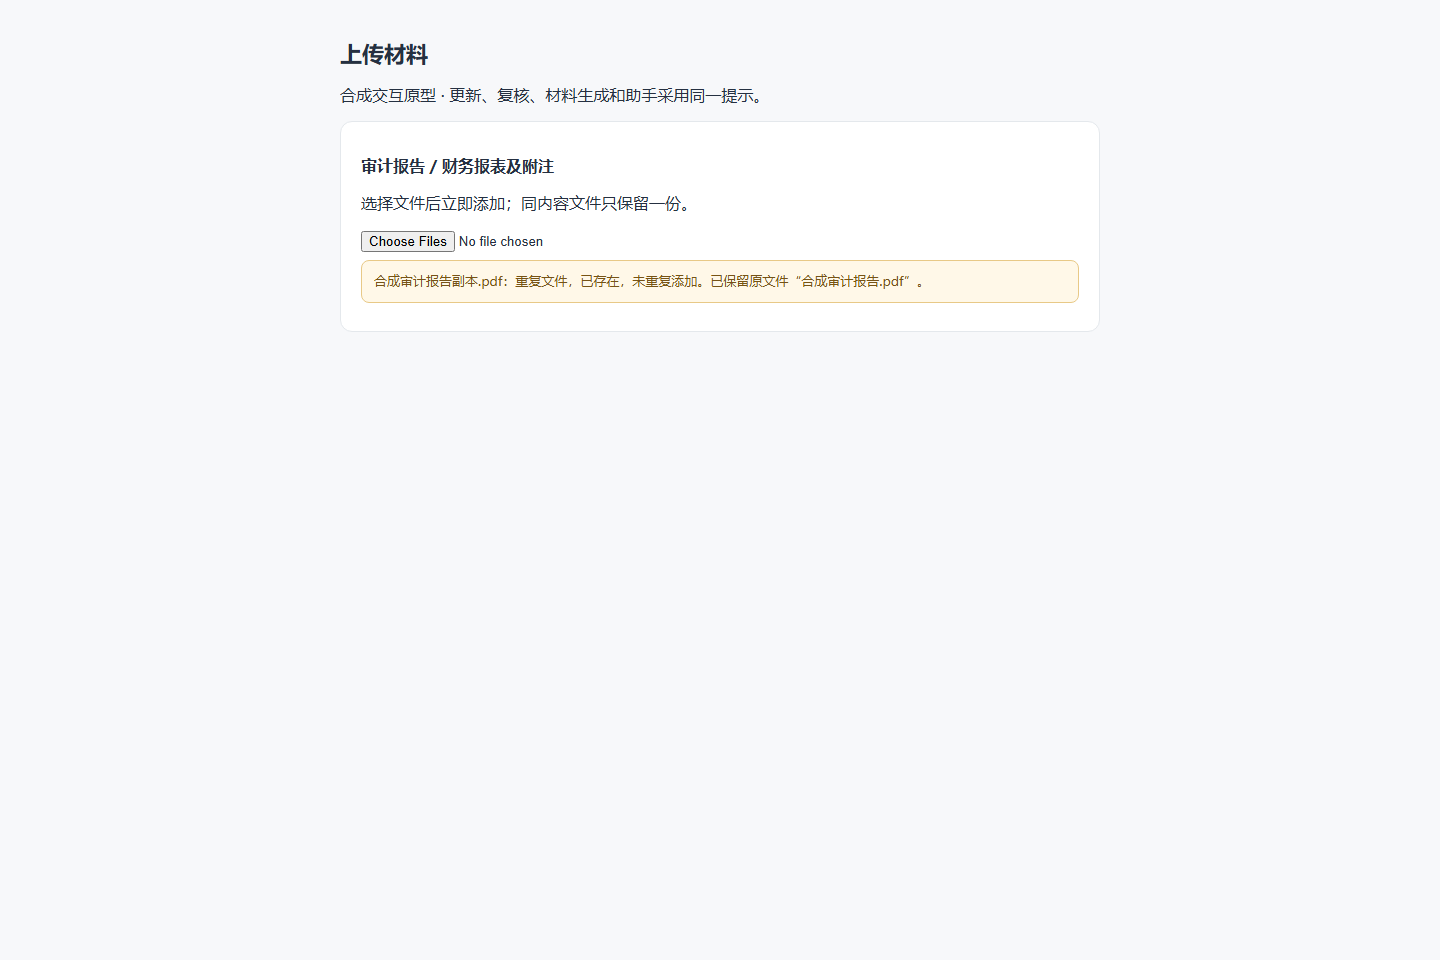 上传材料
合成交互原型 · 更新、复核、材料生成和助手采用同一提示。
审计报告 / 财务报表及附注
选择文件后立即添加；同内容文件只保留一份。
Choose Files No file chosen
合成审计报告副本.pdf：重复文件，已存在，未重复添加。已保留原文件“合成审计报告.pdf”。